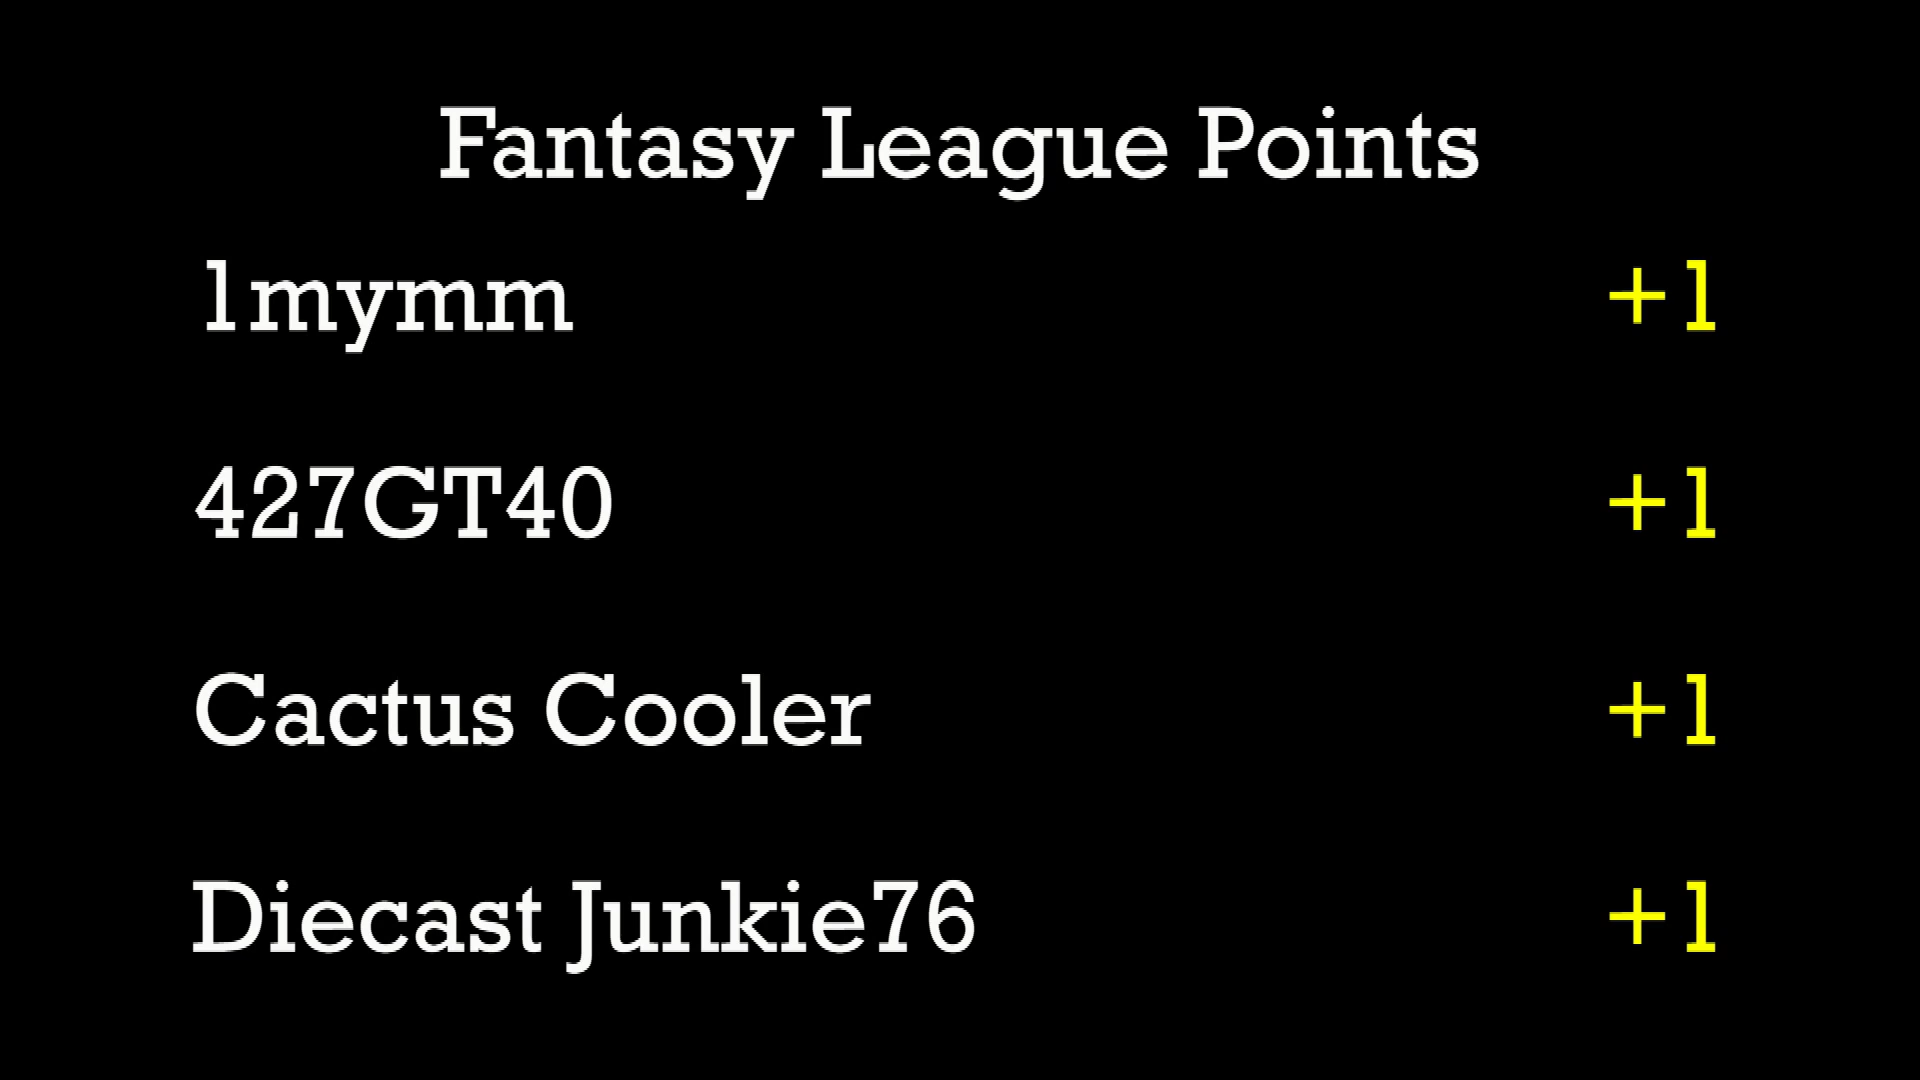 Fantasy League Points
1mymm +1
427GT40 +1
Cactus Cooler +1
Diecast Junkie76 +1